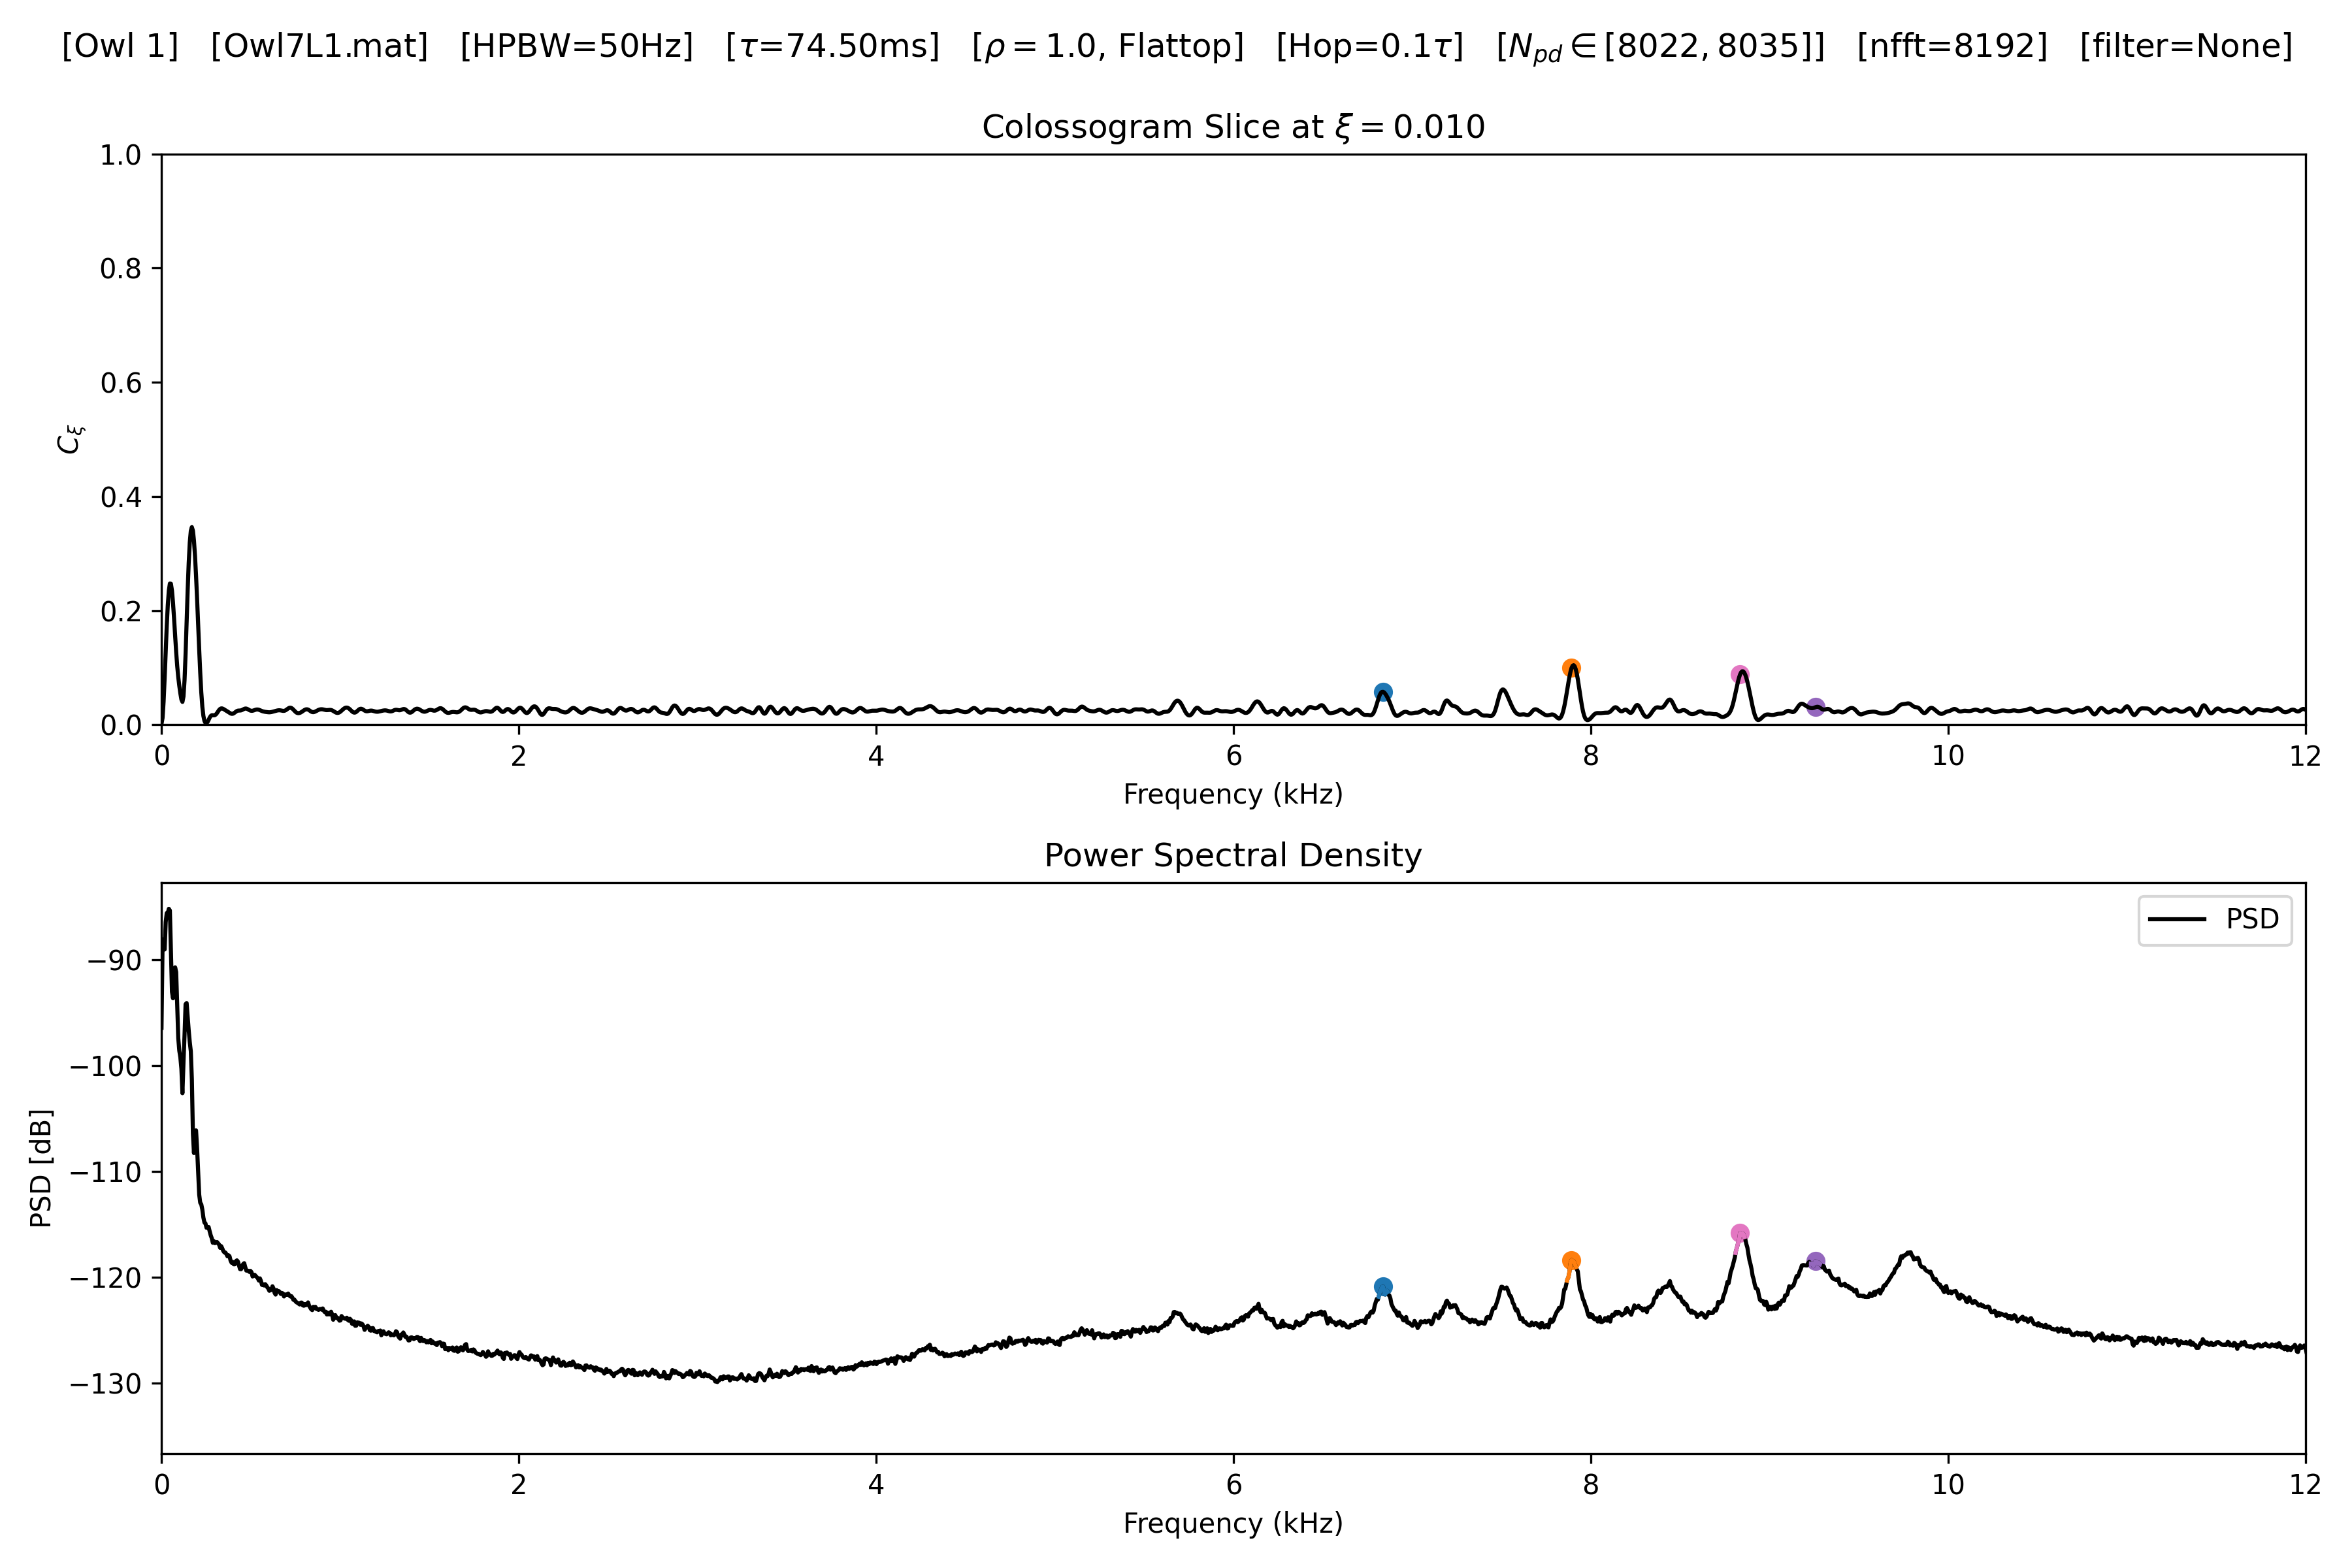 [Owl 1] [Owl7L1.mat] [HPBW=50Hz] [τ=74.50ms] [ρ = 1.0, Flattop] [Hop=0.1τ] [N_pd ∈ [8022, 8035]] [nfft=8192] [filter=None]
Colossogram Slice at ξ = 0.010
1.0
0.8
0.6
0.4
0.2
0.0
C_ξ
0 2 4 6 8 10 12
Frequency (kHz)
Power Spectral Density
PSD
−90
−100
−110
−120
−130
PSD [dB]
0 2 4 6 8 10 12
Frequency (kHz)